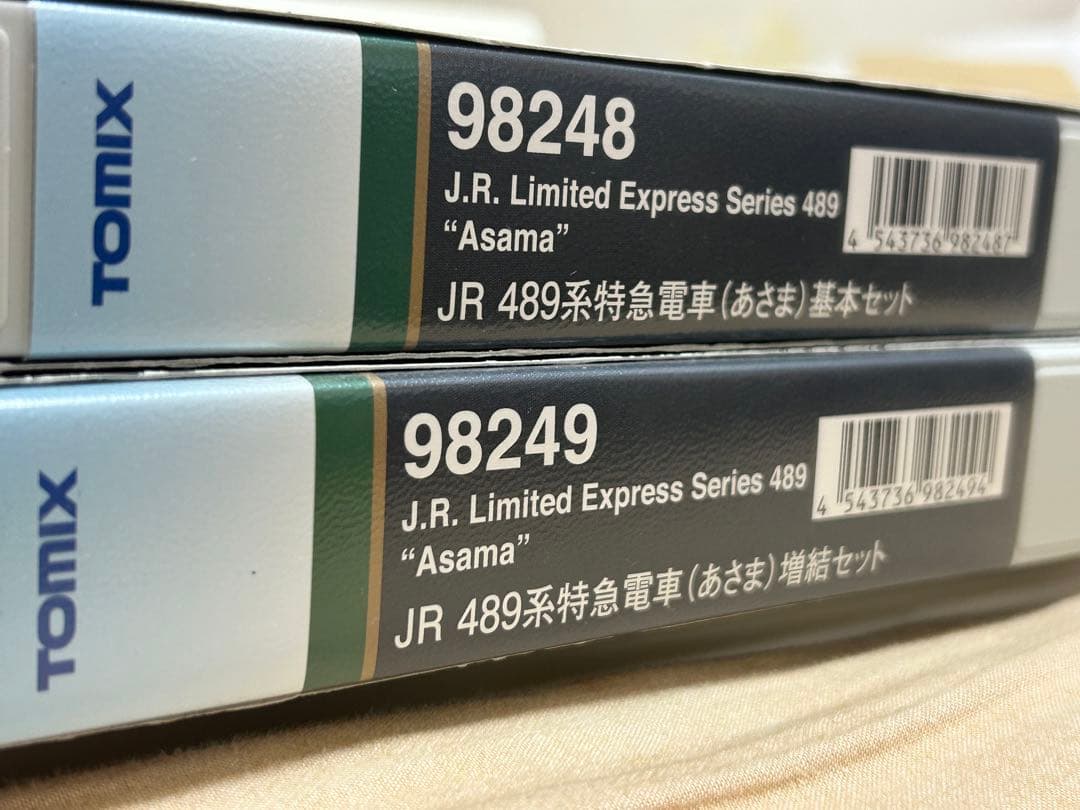 TOMIX
98248
J.R. Limited Express Series 489
“Asama”
JR 489系特急電車(あさま)基本セット
4 543736 982487
TOMIX
98249
J.R. Limited Express Series 489
“Asama”
JR 489系特急電車(あさま)増結セット
4 543736 982494